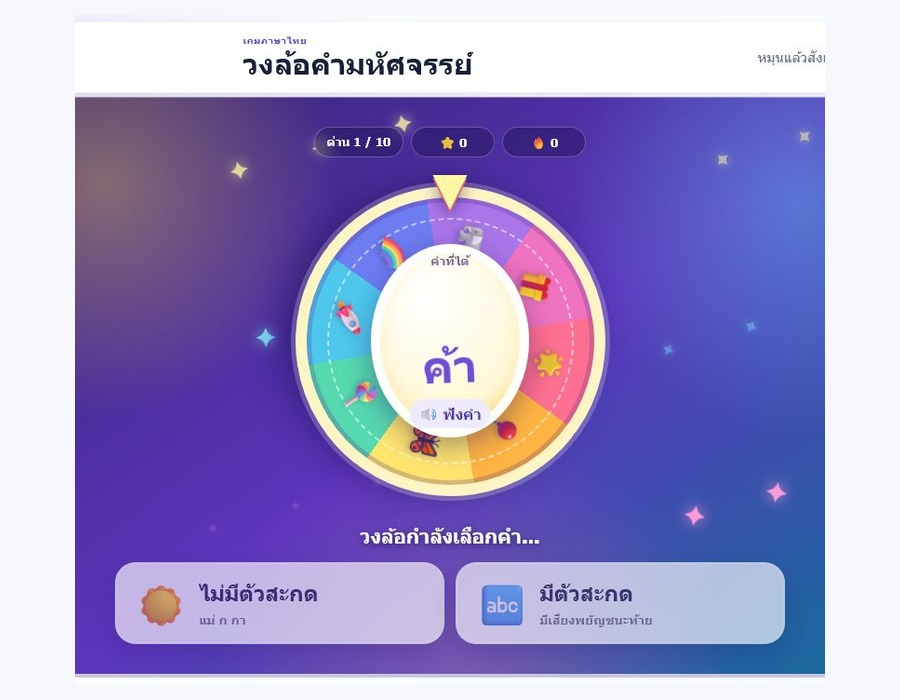 เกมภาษาไทย
วงล้อคำมหัศจรรย์
หมุนแล้วสัง
ด่าน 1 / 10
0
0
คำที่ได้
ค้า
ฟังคำ
วงล้อกำลังเลือกคำ...
ไม่มีตัวสะกด
แม่ ก กา
abc
มีตัวสะกด
มีเสียงพยัญชนะท้าย